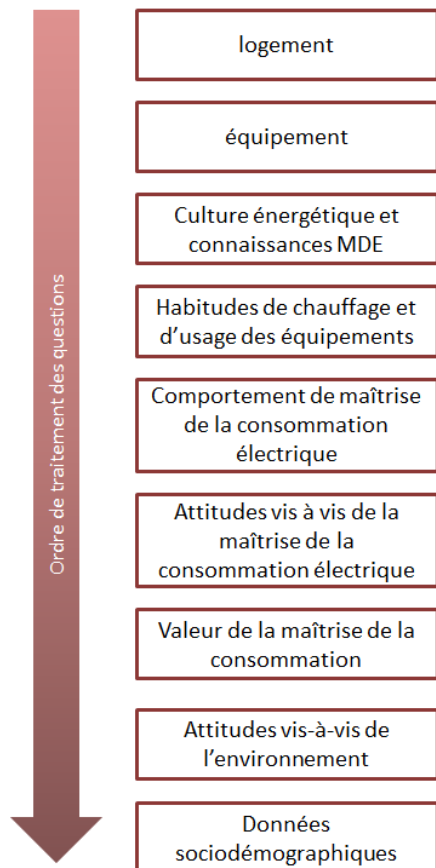 Ordre de traitement des questions
logement
équipement
Culture énergétique et
connaissances MDE
Habitudes de chauffage et
d'usage des équipements
Comportement de maîtrise
de la consommation
électrique
Attitudes vis à vis de la
maîtrise de la
consommation électrique
Valeur de la maîtrise de la
consommation
Attitudes vis-à-vis de
l'environnement
Données
sociodémographiques